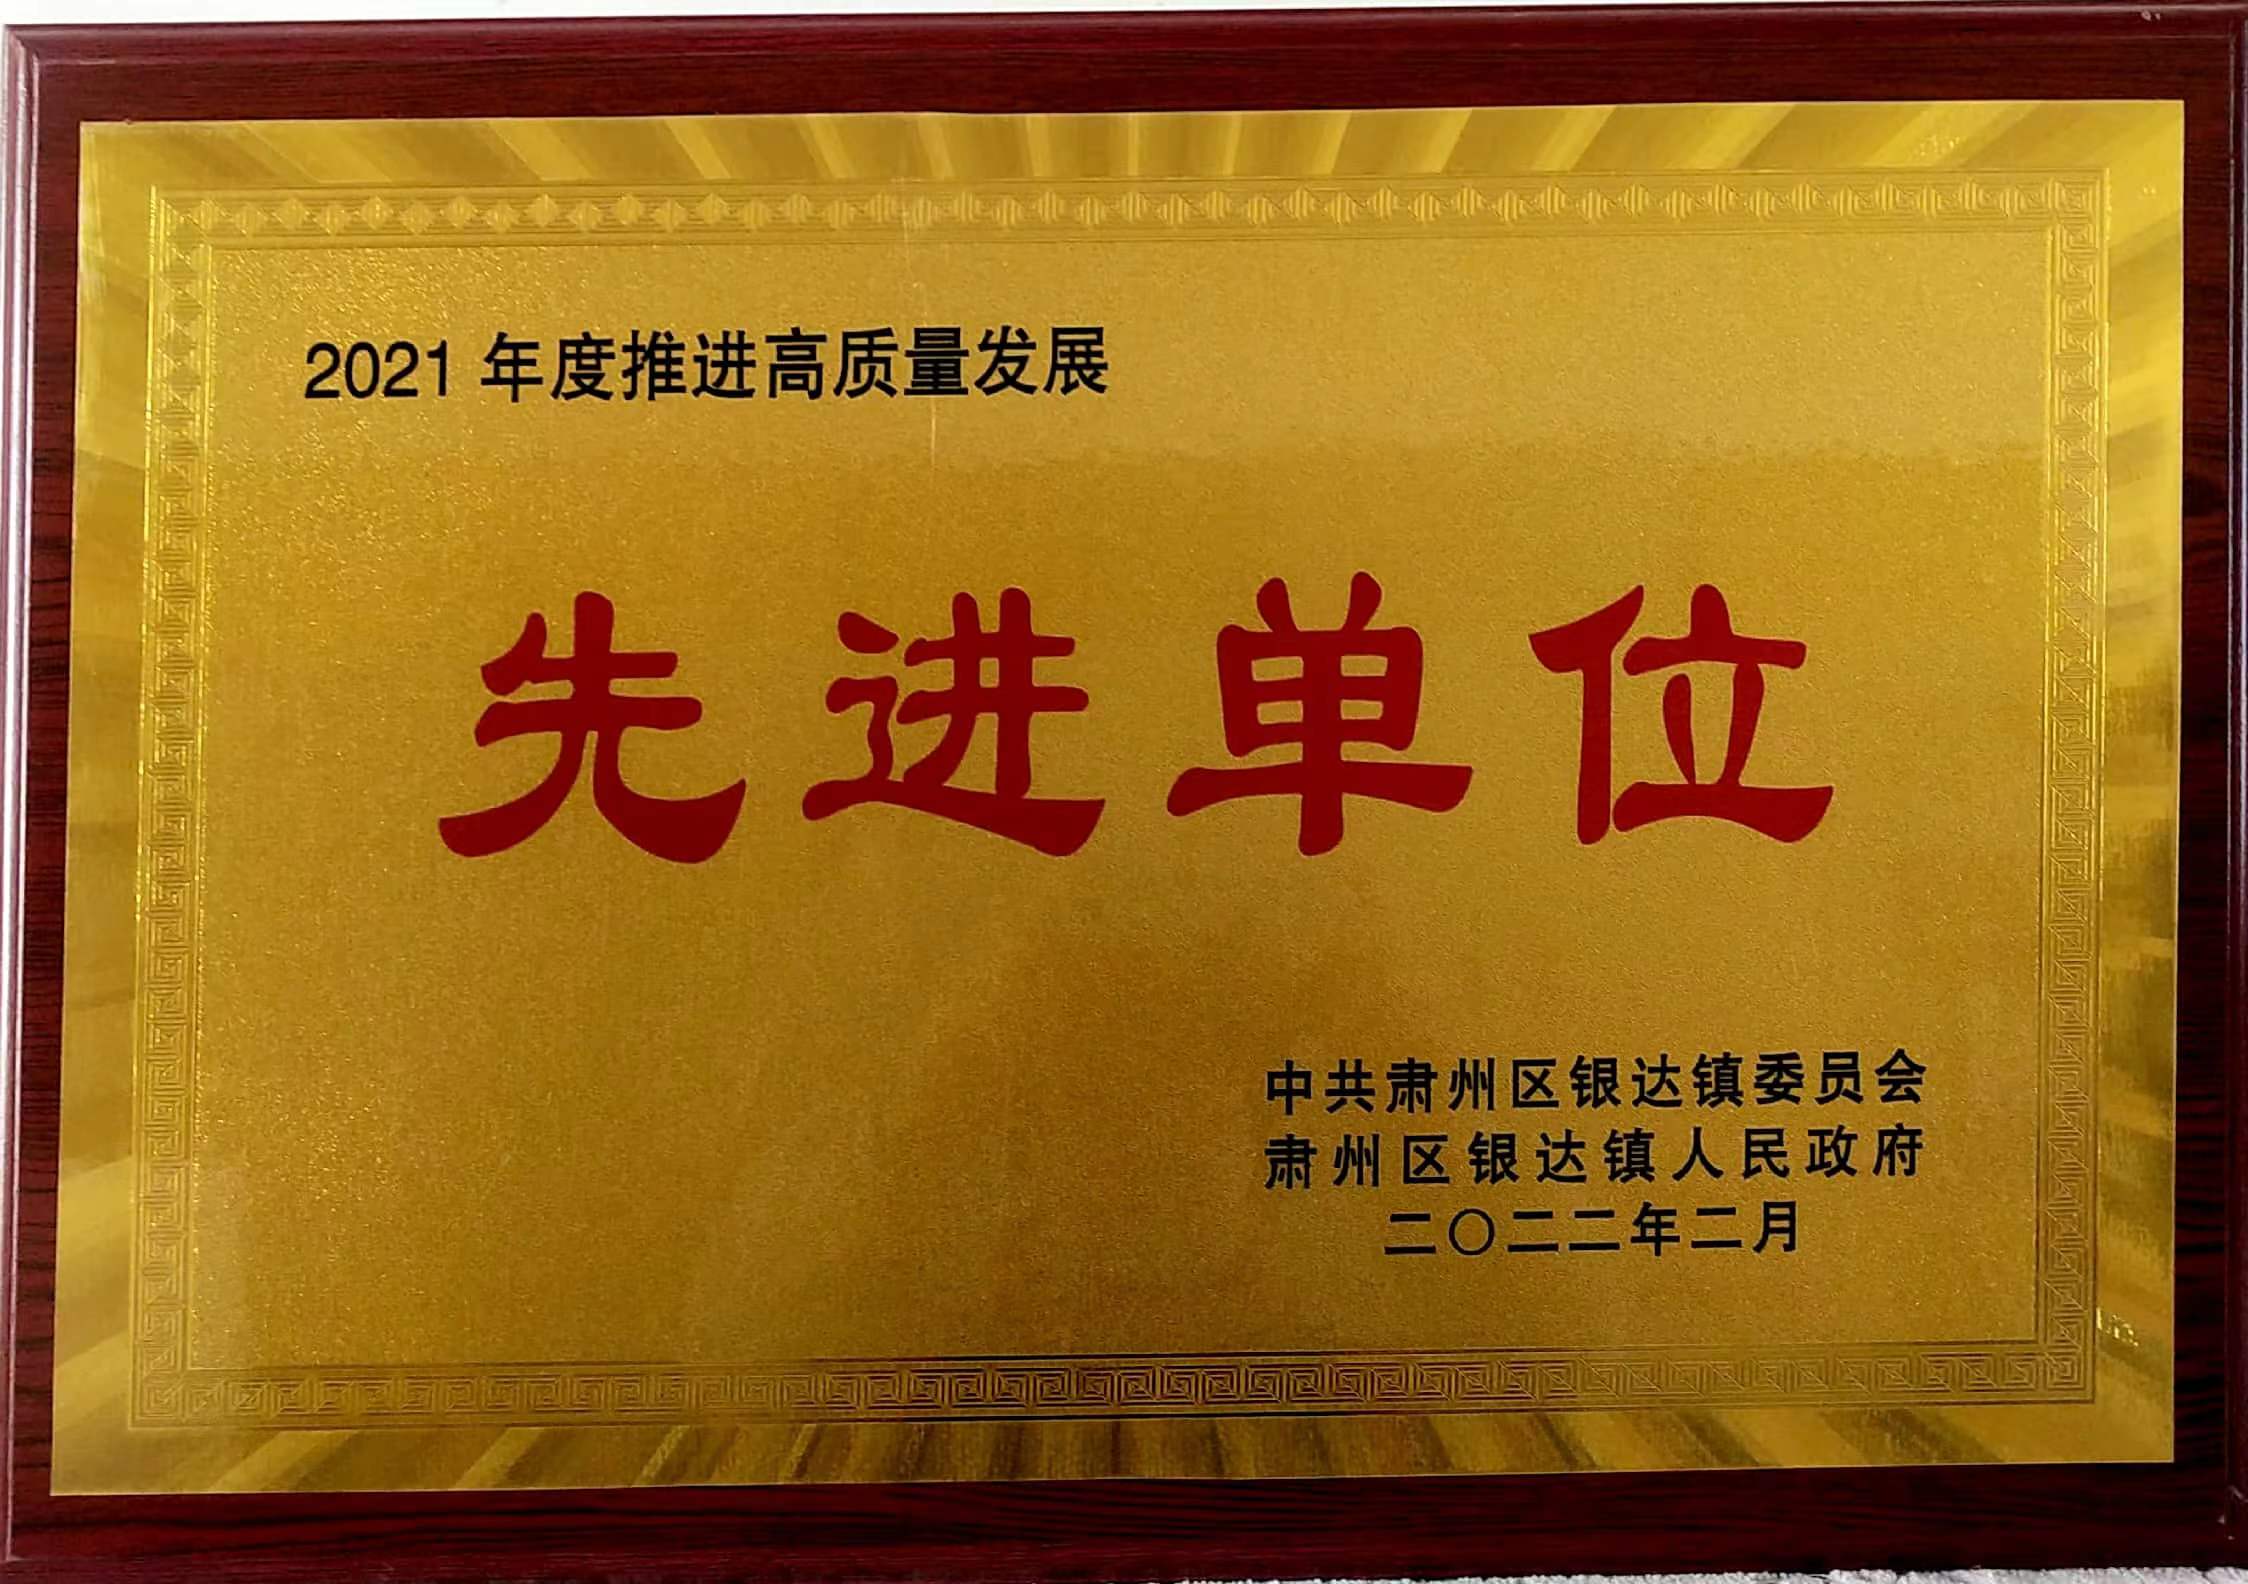 2021 年度推进高质量发展
先进单位
中共肃州区银达镇委员会
肃州区银达镇人民政府
二〇二二年二月